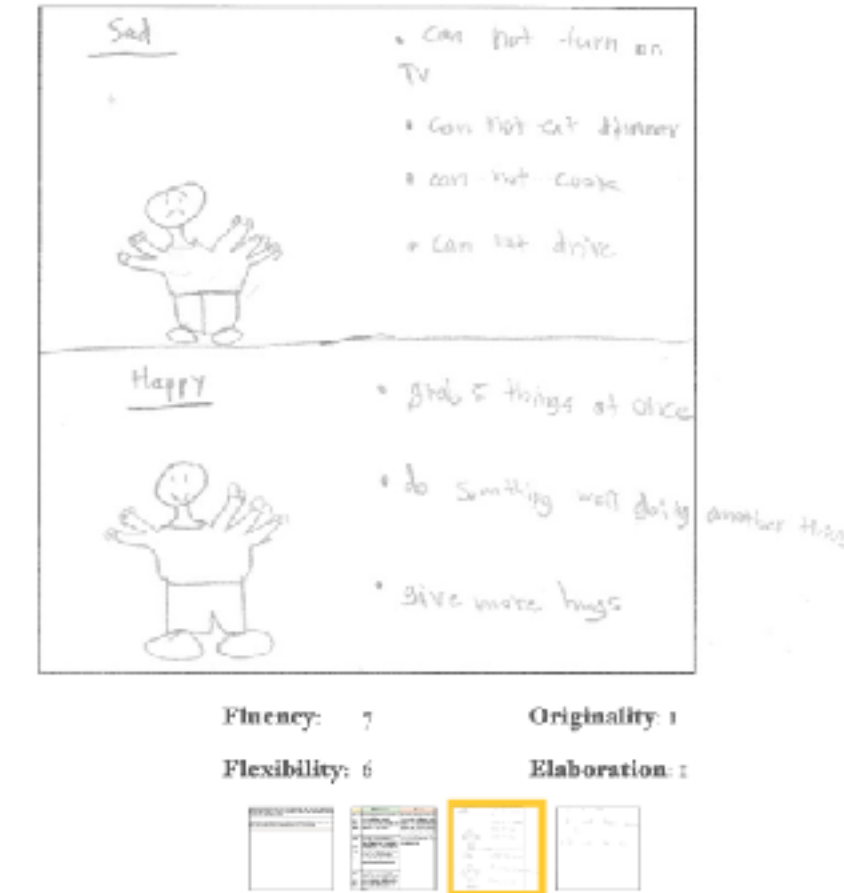 Sad
• can not turn on
TV
• can not eat dinner
• can not cook
• can not drive
Happy
• grab 5 things at once
• do somthing well doing another thing
• give more hugs
Fluency: 7 Originality: 1
Flexibility: 6 Elaboration: 1